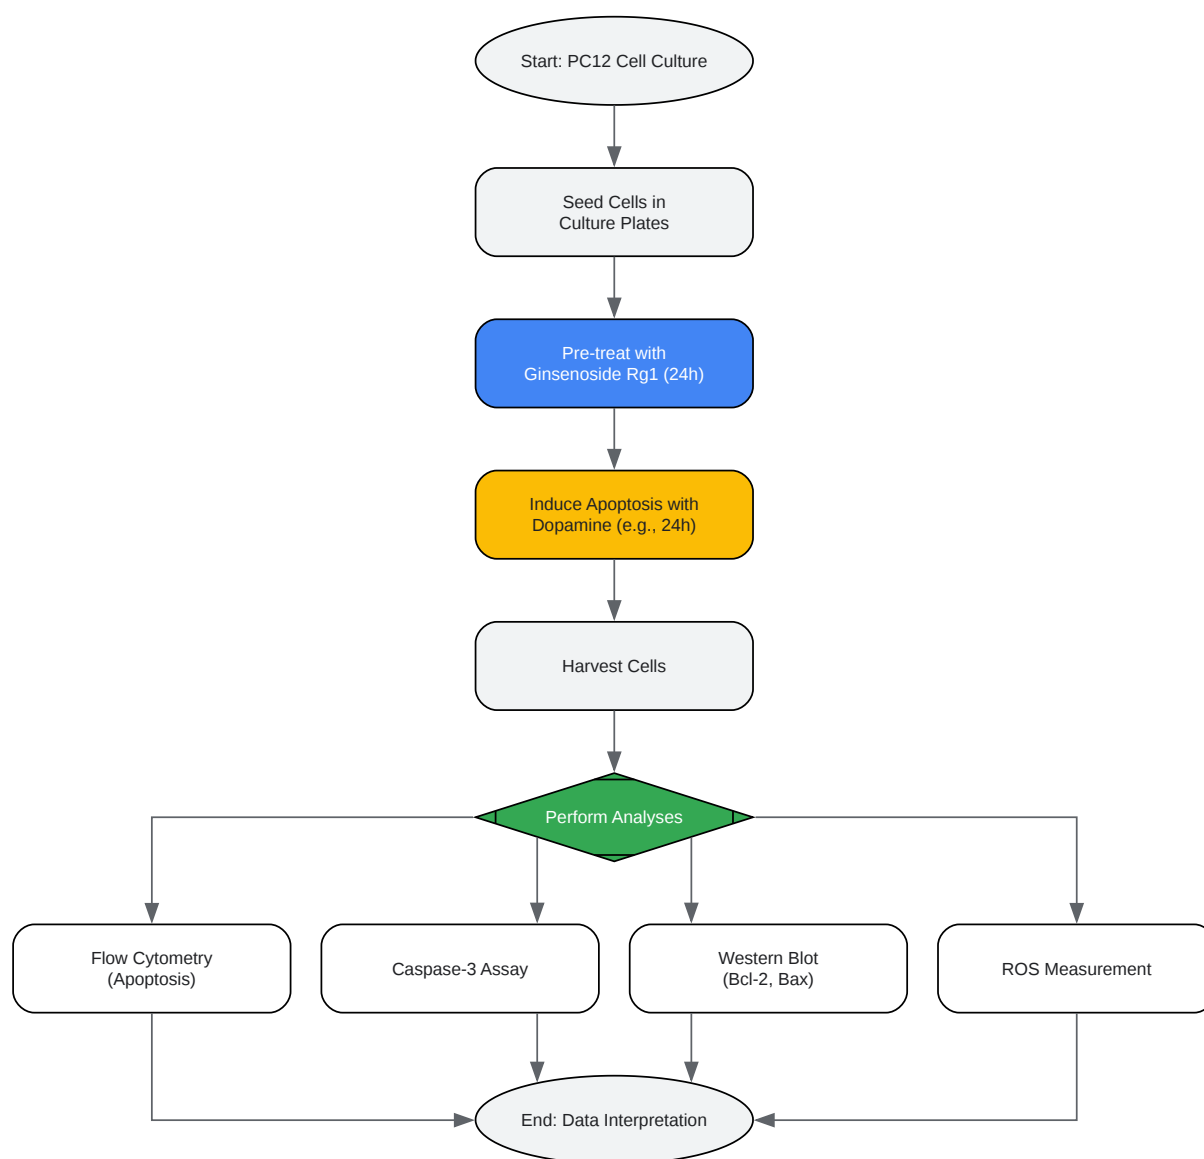 Start: PC12 Cell Culture
Seed Cells in
Culture Plates
Pre-treat with
Ginsenoside Rg1 (24h)
Induce Apoptosis with
Dopamine (e.g., 24h)
Harvest Cells
Perform Analyses
Flow Cytometry
(Apoptosis)
Caspase-3 Assay
Western Blot
(Bcl-2, Bax)
ROS Measurement
End: Data Interpretation